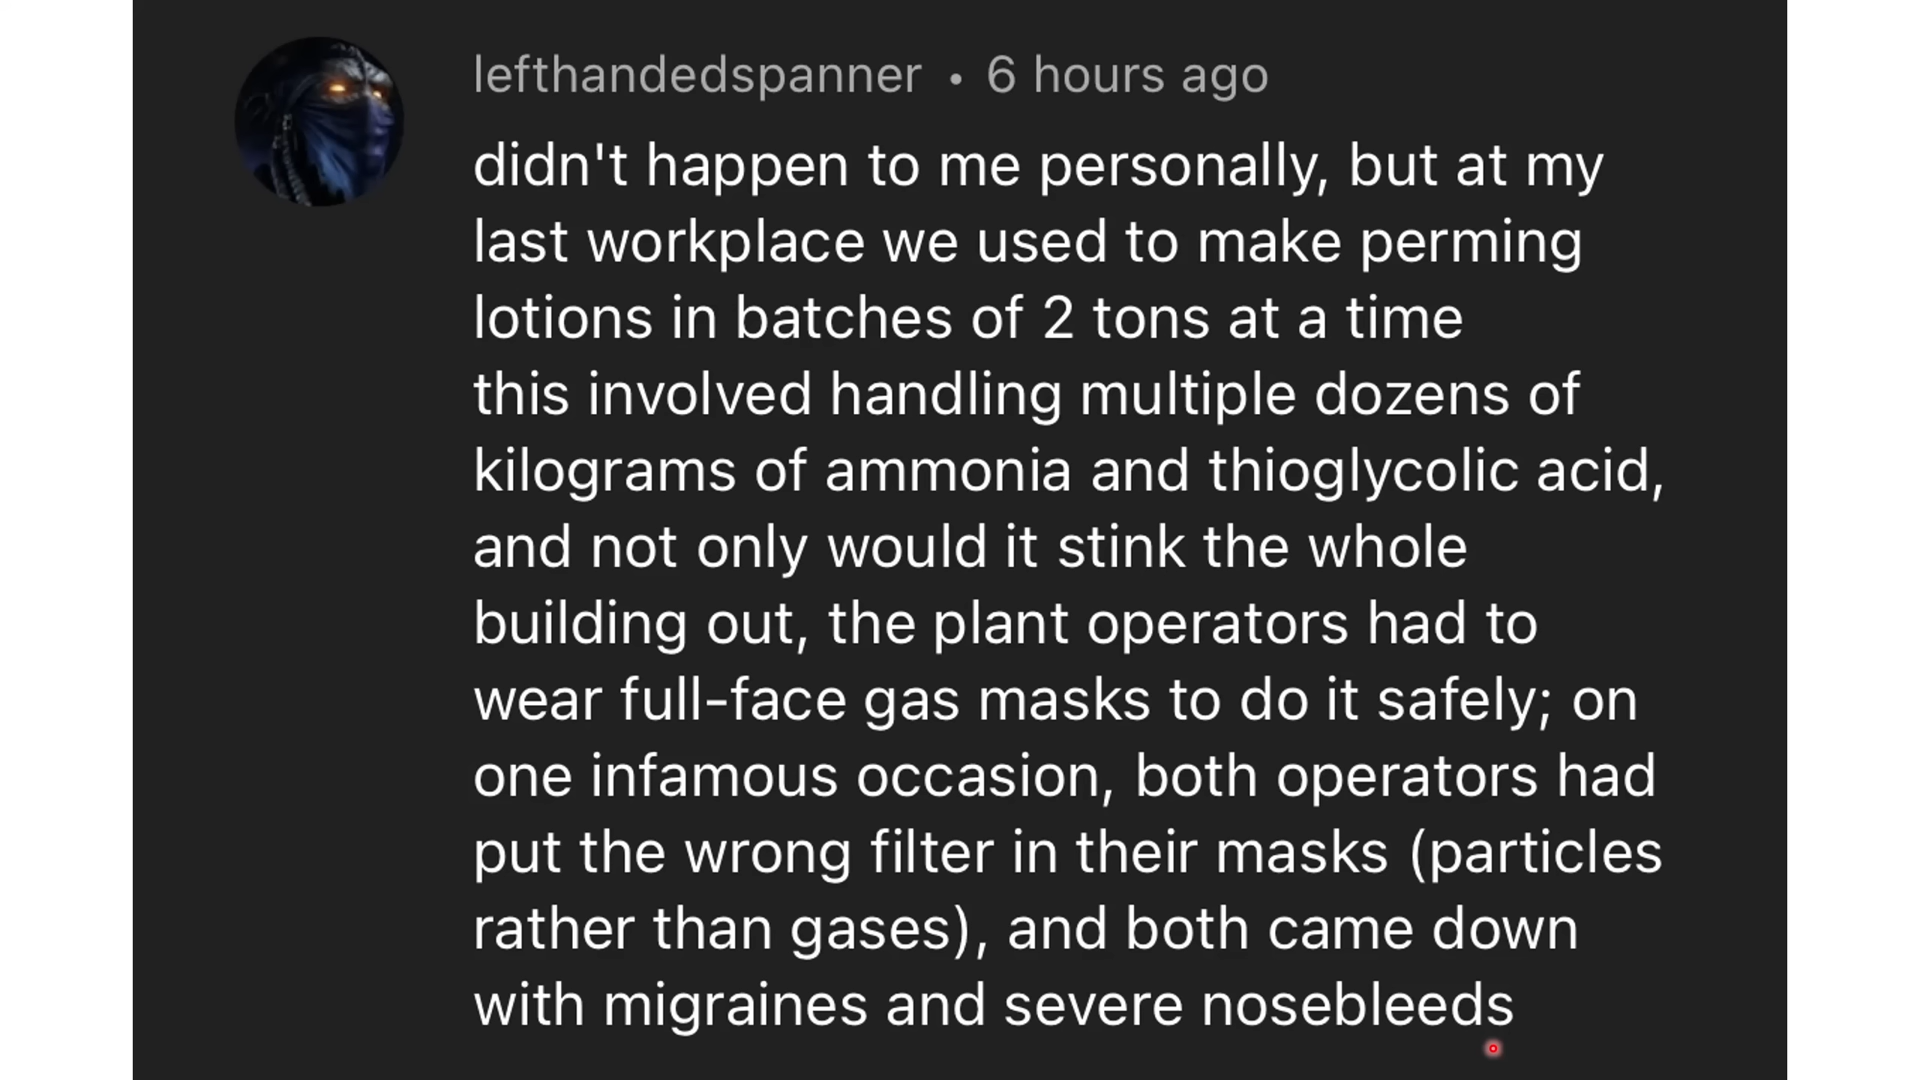 lefthandedspanner • 6 hours ago
didn't happen to me personally, but at my
last workplace we used to make perming
lotions in batches of 2 tons at a time
this involved handling multiple dozens of
kilograms of ammonia and thioglycolic acid,
and not only would it stink the whole
building out, the plant operators had to
wear full-face gas masks to do it safely; on
one infamous occasion, both operators had
put the wrong filter in their masks (particles
rather than gases), and both came down
with migraines and severe nosebleeds